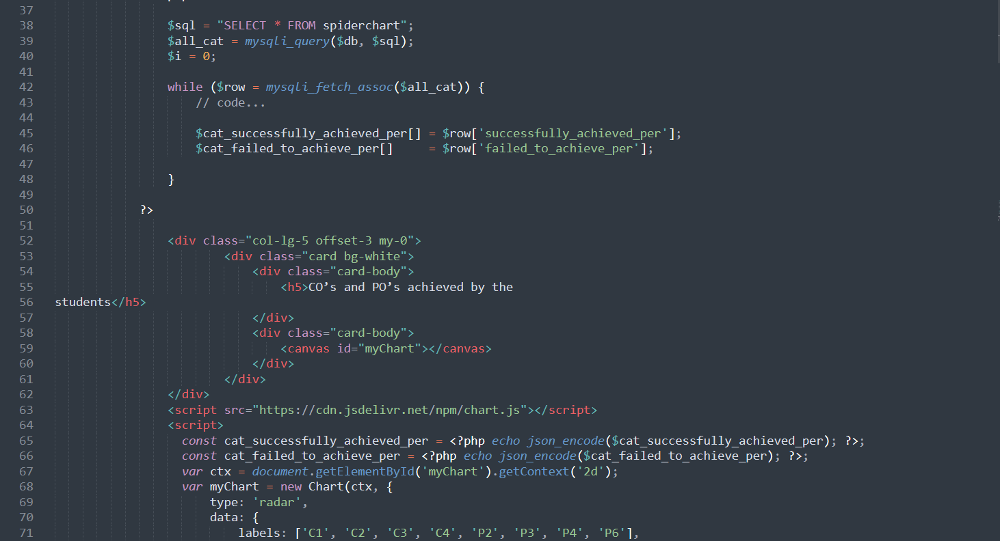 37
38 $sql = "SELECT * FROM spiderchart";
39 $all_cat = mysqli_query($db, $sql);
40 $i = 0;
41
42 while ($row = mysqli_fetch_assoc($all_cat)) {
43 // code...
44
45 $cat_successfully_achieved_per[] = $row['successfully_achieved_per'];
46 $cat_failed_to_achieve_per[]     = $row['failed_to_achieve_per'];
47
48 }
49
50 ?>
51
52 <div class="col-lg-5 offset-3 my-0">
53 <div class="card bg-white">
54 <div class="card-body">
55 <h5>CO’s and PO’s achieved by the
56 students</h5>
57 </div>
58 <div class="card-body">
59 <canvas id="myChart"></canvas>
60 </div>
61 </div>
62 </div>
63 <script src="https://cdn.jsdelivr.net/npm/chart.js"></script>
64 <script>
65 const cat_successfully_achieved_per = <?php echo json_encode($cat_successfully_achieved_per); ?>;
66 const cat_failed_to_achieve_per = <?php echo json_encode($cat_failed_to_achieve_per); ?>;
67 var ctx = document.getElementById('myChart').getContext('2d');
68 var myChart = new Chart(ctx, {
69 type: 'radar',
70 data: {
71 labels: ['C1', 'C2', 'C3', 'C4', 'P2', 'P3', 'P4', 'P6'],